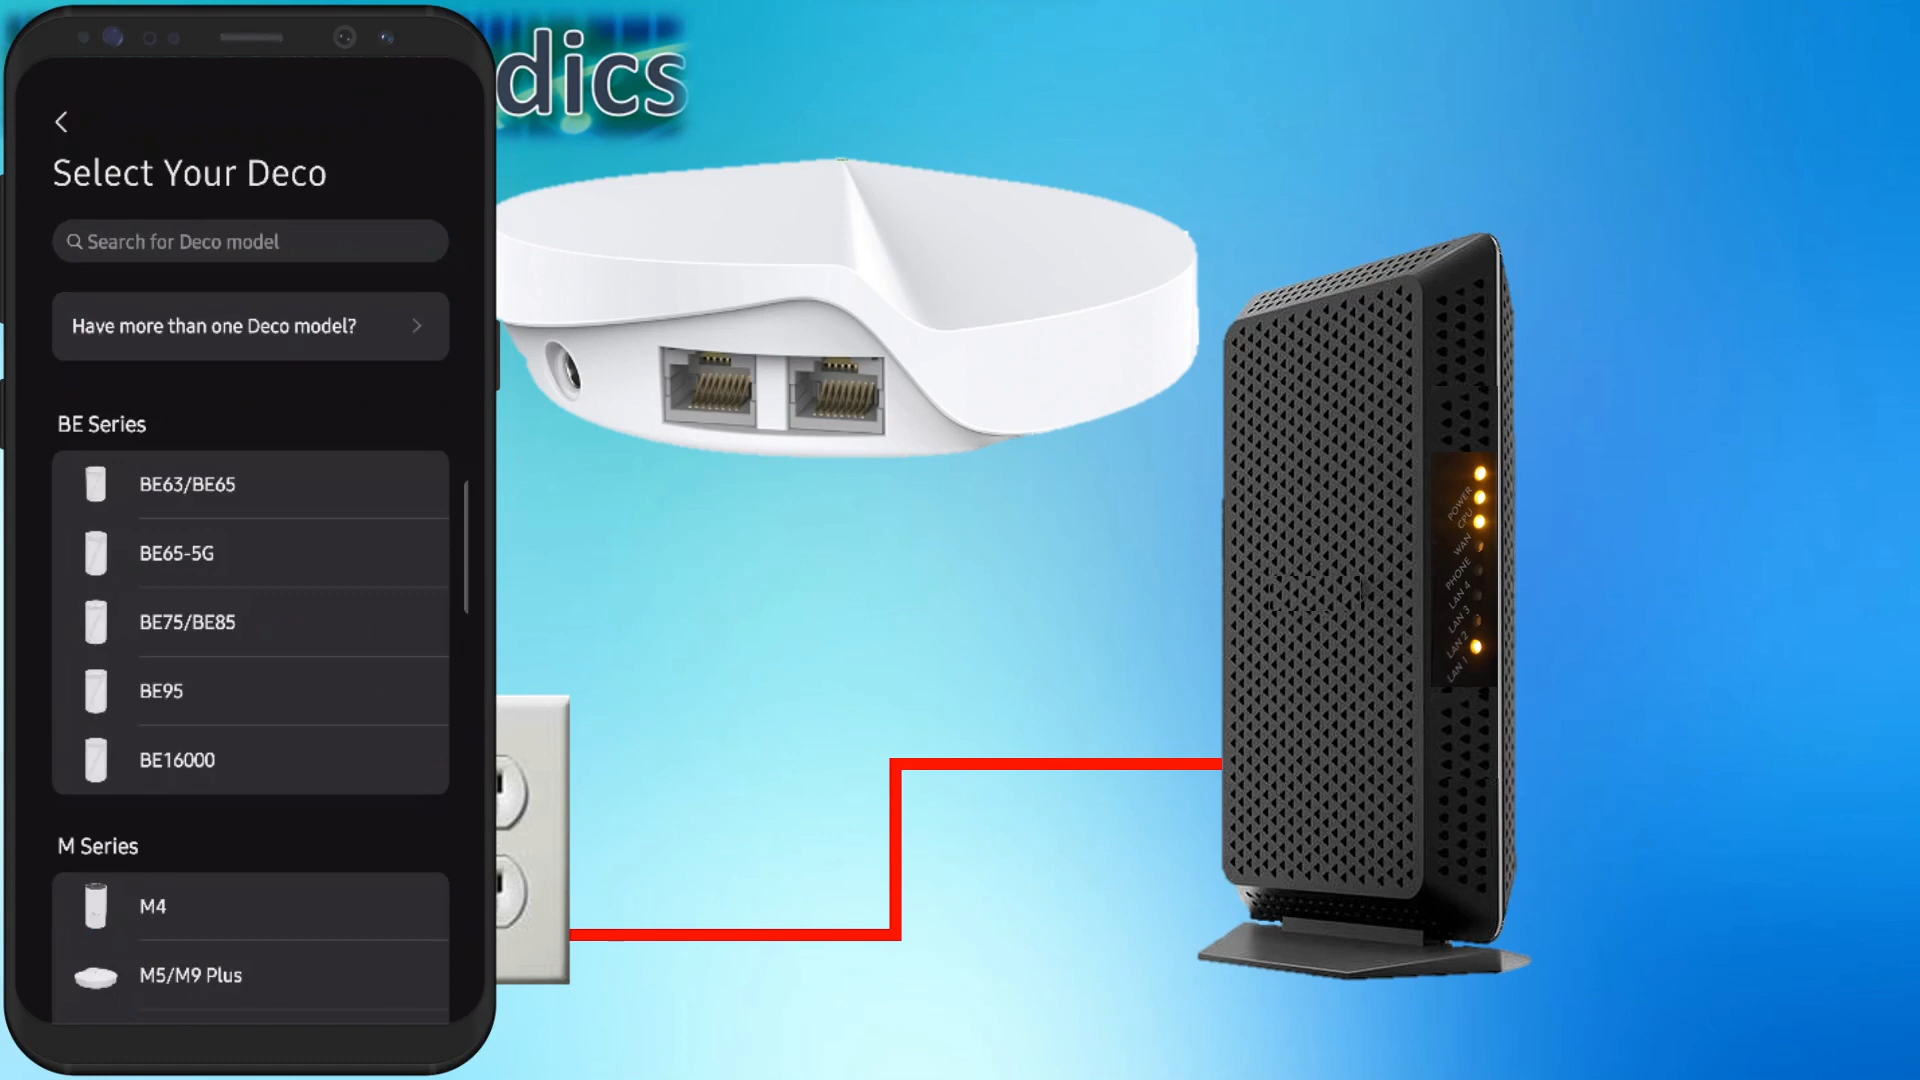 dics
Select Your Deco
Search for Deco model
Have more than one Deco model?
BE Series
BE63/BE65
BE65-5G
BE75/BE85
BE95
BE16000
M Series
M4
M5/M9 Plus
POWER
CPU
WAN
PHONE
LAN 4
LAN 3
LAN 2
LAN 1